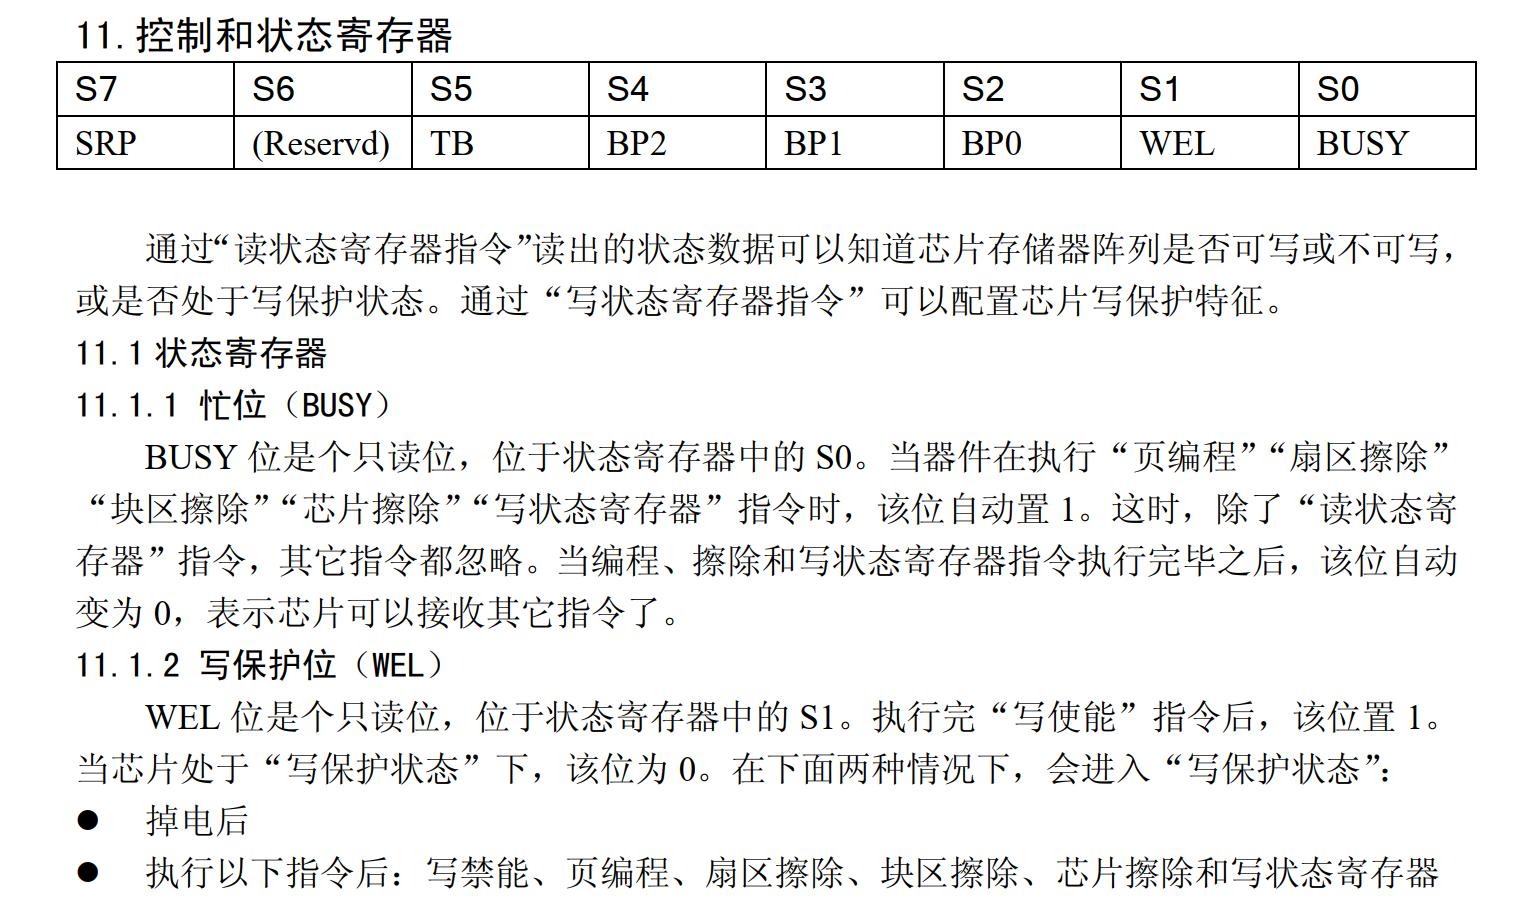 11.控制和状态寄存器
S7 S6 S5 S4 S3 S2 S1 S0
SRP (Reservd) TB BP2 BP1 BP0 WEL BUSY
通过“读状态寄存器指令”读出的状态数据可以知道芯片存储器阵列是否可写或不可写，
或是否处于写保护状态。通过“写状态寄存器指令”可以配置芯片写保护特征。
11.1 状态寄存器
11.1.1 忙位（BUSY）
BUSY 位是个只读位，位于状态寄存器中的 S0。当器件在执行“页编程”“扇区擦除”
“块区擦除”“芯片擦除”“写状态寄存器”指令时，该位自动置 1。这时，除了“读状态寄
存器”指令，其它指令都忽略。当编程、擦除和写状态寄存器指令执行完毕之后，该位自动
变为 0，表示芯片可以接收其它指令了。
11.1.2 写保护位（WEL）
WEL 位是个只读位，位于状态寄存器中的 S1。执行完“写使能”指令后，该位置 1。
当芯片处于“写保护状态”下，该位为 0。在下面两种情况下，会进入“写保护状态”：
● 掉电后
● 执行以下指令后：写禁能、页编程、扇区擦除、块区擦除、芯片擦除和写状态寄存器